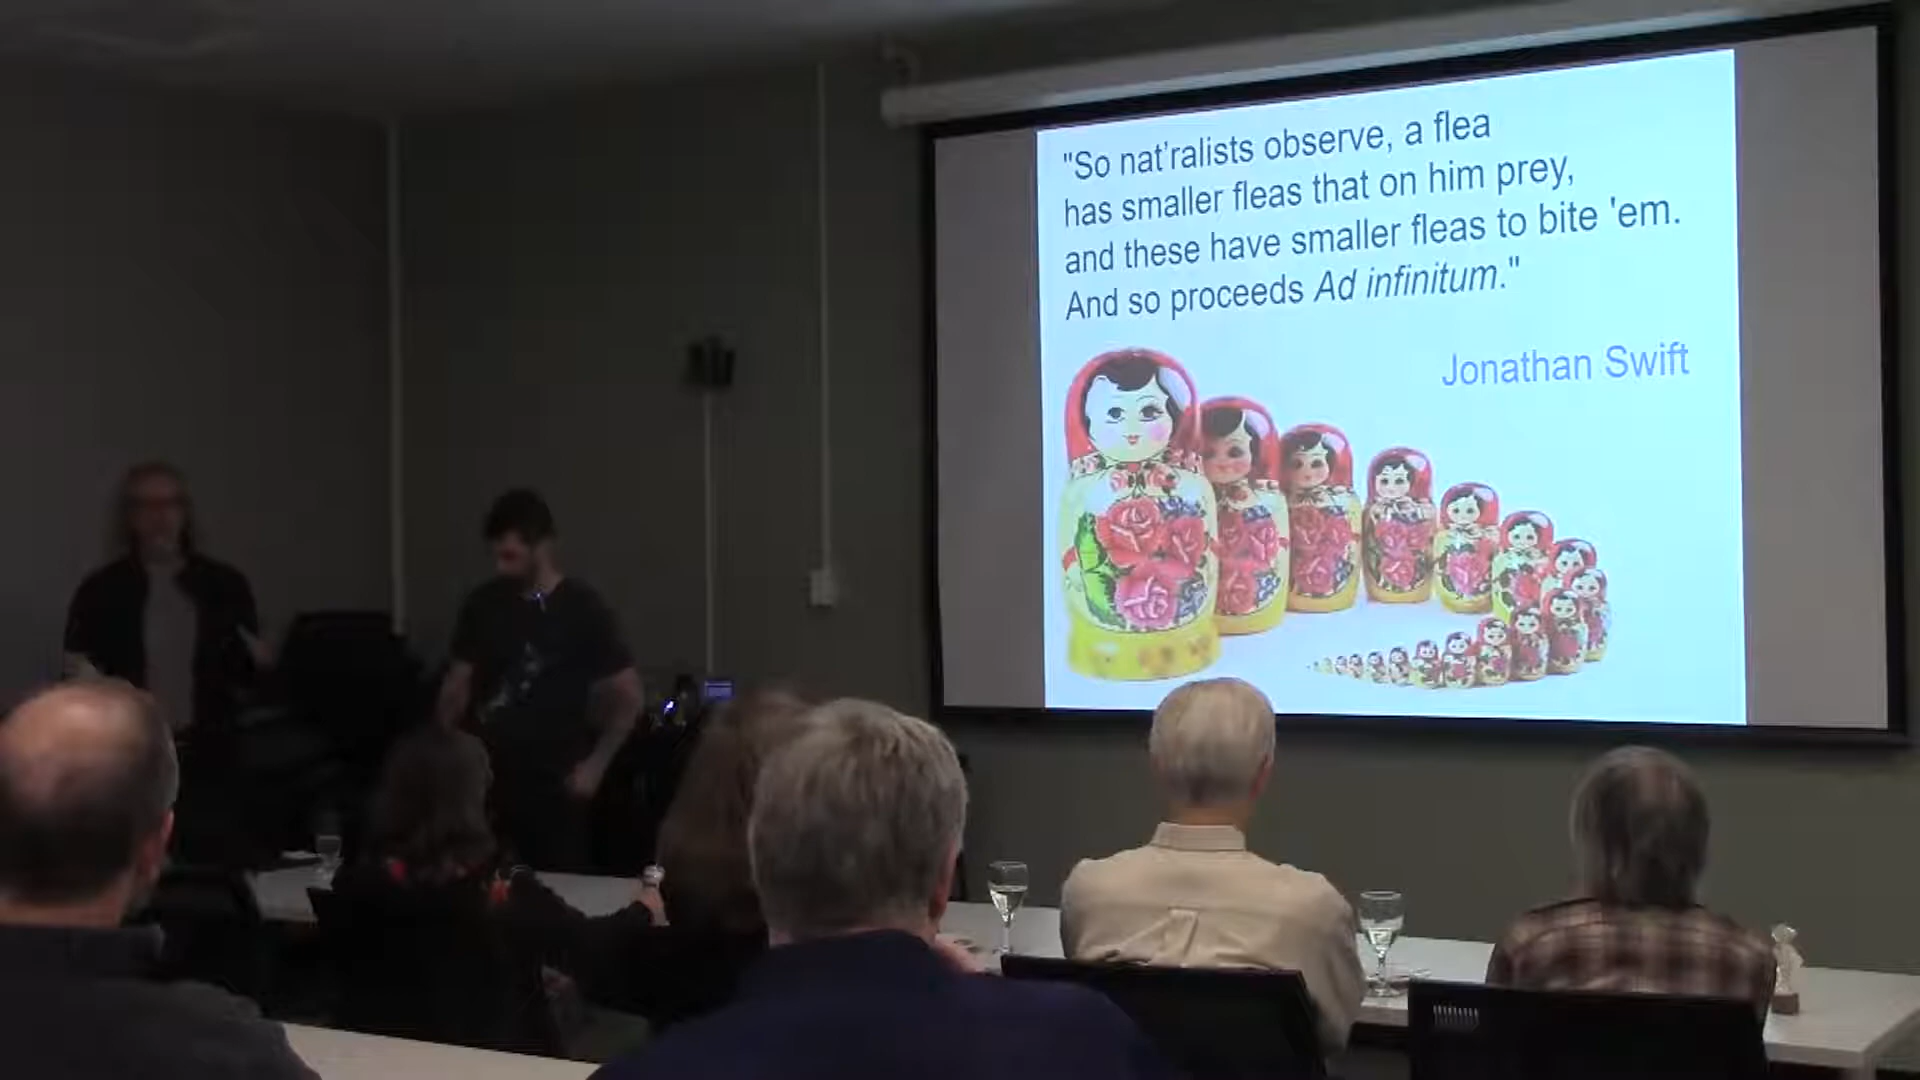 "So nat’ralists observe, a flea
has smaller fleas that on him prey,
and these have smaller fleas to bite 'em.
And so proceeds Ad infinitum."
Jonathan Swift